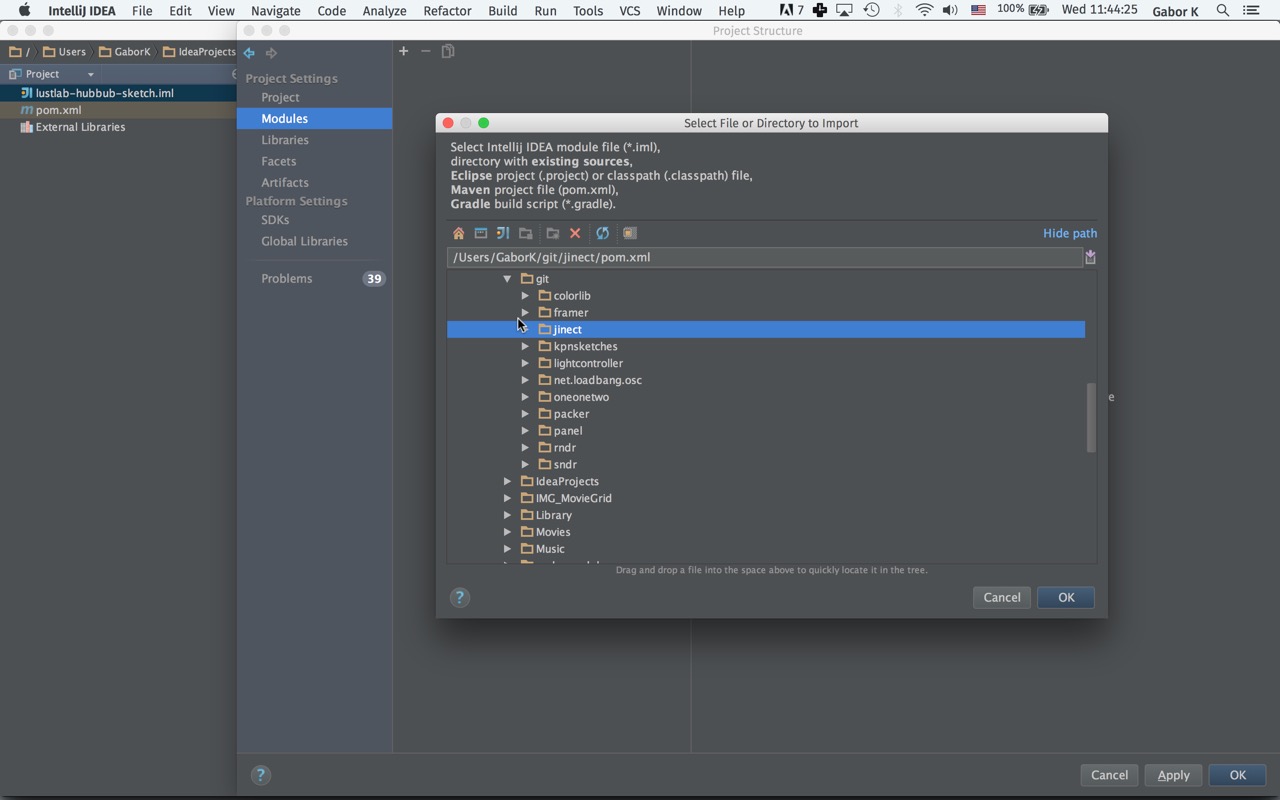 IntelliJ IDEA File Edit View Navigate Code Analyze Refactor Build Run Tools VCS Window Help 7 100% Wed 11:44:25 Gabor K
Project Structure
/ Users GaborK IdeaProjects
Project
lustlab-hubbub-sketch.iml
pom.xml
External Libraries
Project Settings
Project
Modules
Libraries
Facets
Artifacts
Platform Settings
SDKs
Global Libraries
Problems 39
Select File or Directory to Import
Select Intellij IDEA module file (*.iml),
directory with existing sources,
Eclipse project (.project) or classpath (.classpath) file,
Maven project file (pom.xml),
Gradle build script (*.gradle).
Hide path
/Users/GaborK/git/jinect/pom.xml
git
colorlib
framer
jinect
kpnsketches
lightcontroller
net.loadbang.osc
oneonetwo
packer
panel
rndr
sndr
IdeaProjects
IMG_MovieGrid
Library
Movies
Music
Drag and drop a file into the space above to quickly locate it in the tree.
? Cancel OK
e
? Cancel Apply OK